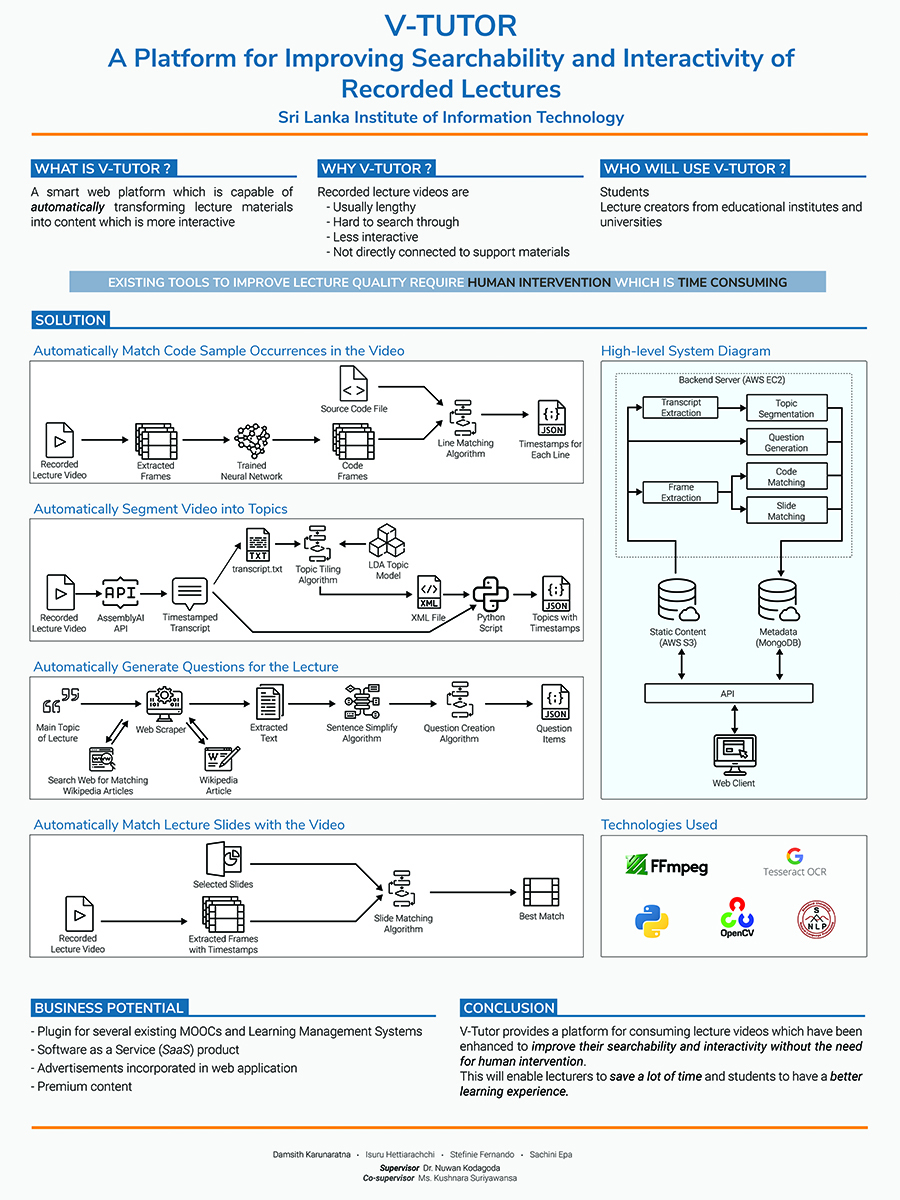 V-TUTOR
A Platform for Improving Searchability and Interactivity of
Recorded Lectures
Sri Lanka Institute of Information Technology
WHAT IS V-TUTOR ?
A smart web platform which is capable of
automatically transforming lecture materials
into content which is more interactive
WHY V-TUTOR ?
Recorded lecture videos are
- Usually lengthy
- Hard to search through
- Less interactive
- Not directly connected to support materials
WHO WILL USE V-TUTOR ?
Students
Lecture creators from educational institutes and
universities
EXISTING TOOLS TO IMPROVE LECTURE QUALITY REQUIRE HUMAN INTERVENTION WHICH IS TIME CONSUMING
SOLUTION
Automatically Match Code Sample Occurrences in the Video
Source Code File
Recorded
Lecture Video
Extracted
Frames
Trained
Neural Network
Code
Frames
Line Matching
Algorithm
{:}
JSON
Timestamps for
Each Line
Automatically Segment Video into Topics
TXT
transcript.txt
Topic Tiling
Algorithm
LDA Topic
Model
Recorded
Lecture Video
API
AssemblyAI
API
Timestamped
Transcript
</>
XML
XML File
Python
Script
{:}
JSON
Topics with
Timestamps
Automatically Generate Questions for the Lecture
Main Topic
of Lecture
Web Scraper
Extracted
Text
Sentence Simplify
Algorithm
Question Creation
Algorithm
{:}
JSON
Question
Items
Search Web for Matching
Wikipedia Articles
W
Wikipedia
Article
Automatically Match Lecture Slides with the Video
Selected Slides
Recorded
Lecture Video
Extracted Frames
with Timestamps
Slide Matching
Algorithm
Best Match
High-level System Diagram
Backend Server (AWS EC2)
Transcript
Extraction
Topic
Segmentation
Question
Generation
Frame
Extraction
Code
Matching
Slide
Matching
Static Content
(AWS S3)
Metadata
(MongoDB)
API
Web Client
Technologies Used
FFmpeg
Tesseract OCR
OpenCV
S
NLP
BUSINESS POTENTIAL
- Plugin for several existing MOOCs and Learning Management Systems
- Software as a Service (SaaS) product
- Advertisements incorporated in web application
- Premium content
CONCLUSION
V-Tutor provides a platform for consuming lecture videos which have been
enhanced to improve their searchability and interactivity without the need
for human intervention.
This will enable lecturers to save a lot of time and students to have a better
learning experience.
Damsith Karunaratna • Isuru Hettiarachchi • Stefinie Fernando • Sachini Epa
Supervisor Dr. Nuwan Kodagoda
Co-supervisor Ms. Kushnara Suriyawansa